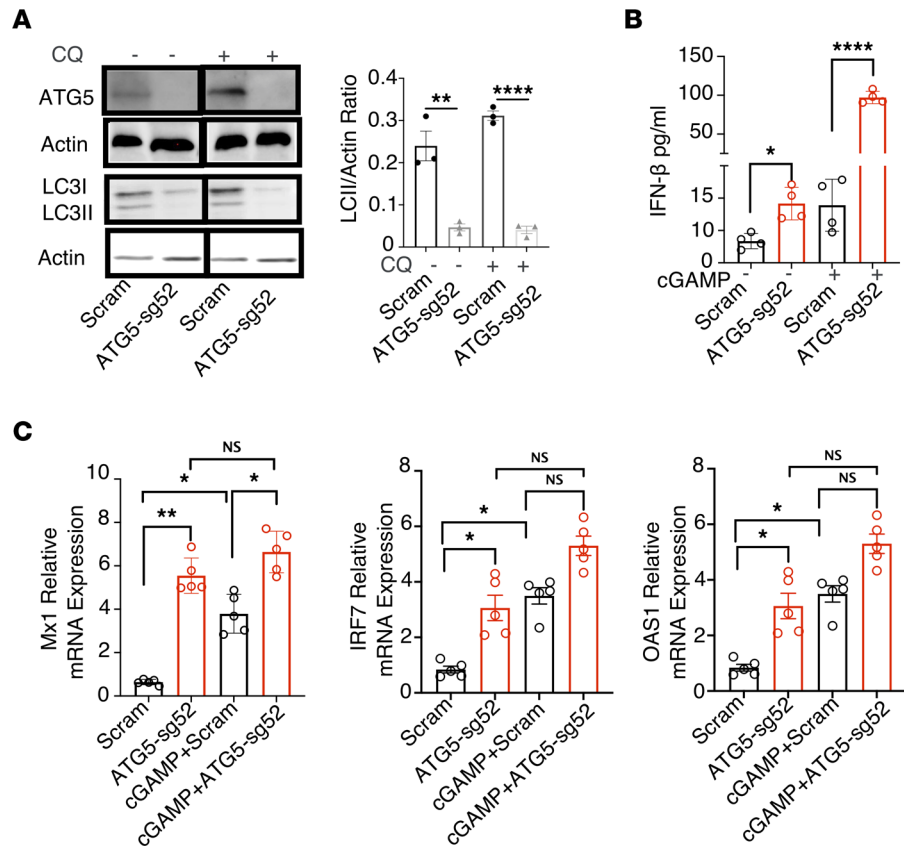 A
CQ - - + +
ATG5
Actin
LC3I
LC3II
Actin
Scram
ATG5-sg52
Scram
ATG5-sg52
LCII/Actin Ratio
0.4
0.3
0.2
0.1
0
** ****
CQ - - + +
Scram
ATG5-sg52
Scram
ATG5-sg52
B
IFN-β pg/ml
150
100
50
15
10
0
* ****
cGAMP - - + +
Scram
ATG5-sg52
Scram
ATG5-sg52
C
Mx1 Relative
mRNA Expression
10
8
6
4
2
0
NS
* *
**
Scram
ATG5-sg52
cGAMP+Scram
cGAMP+ATG5-sg52
IRF7 Relative
mRNA Expression
8
6
4
2
0
NS
NS
*
*
Scram
ATG5-sg52
cGAMP+Scram
cGAMP+ATG5-sg52
OAS1 Relative
mRNA Expression
8
6
4
2
0
NS
NS
*
*
Scram
ATG5-sg52
cGAMP+Scram
cGAMP+ATG5-sg52